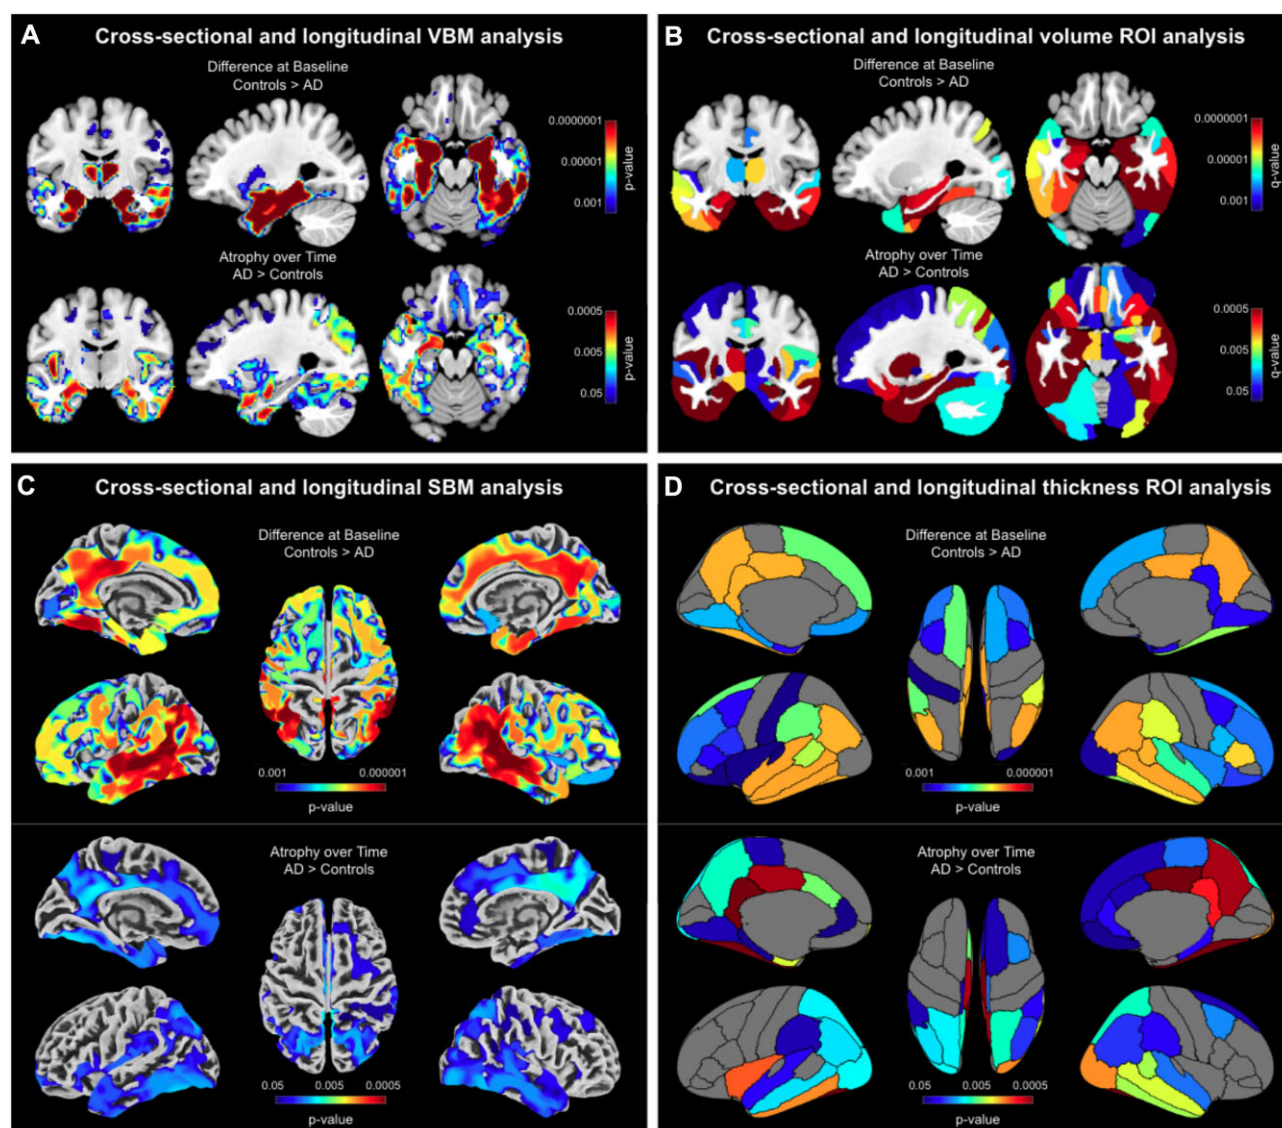 A Cross-sectional and longitudinal VBM analysis
Difference at Baseline
Controls > AD
0.0000001
0.00001
0.001
p-value
Atrophy over Time
AD > Controls
0.0005
0.005
0.05
p-value
B Cross-sectional and longitudinal volume ROI analysis
Difference at Baseline
Controls > AD
0.0000001
0.00001
0.001
q-value
Atrophy over Time
AD > Controls
0.0005
0.005
0.05
q-value
C Cross-sectional and longitudinal SBM analysis
Difference at Baseline
Controls > AD
0.001 0.000001
p-value
Atrophy over Time
AD > Controls
0.05 0.005 0.0005
p-value
D Cross-sectional and longitudinal thickness ROI analysis
Difference at Baseline
Controls > AD
0.001 0.000001
p-value
Atrophy over Time
AD > Controls
0.05 0.005 0.0005
p-value